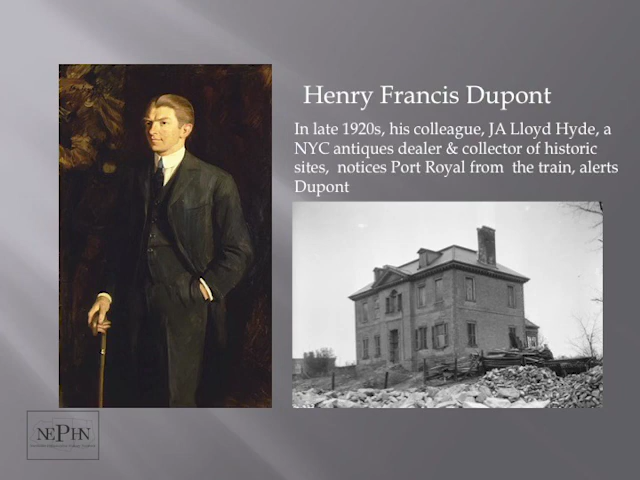 Henry Francis Dupont
In late 1920s, his colleague, JA Lloyd Hyde, a
NYC antiques dealer & collector of historic
sites, notices Port Royal from the train, alerts
Dupont
NEPHN